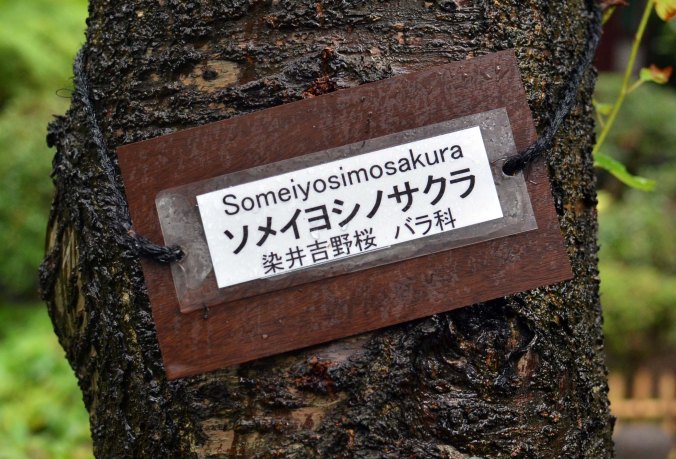 Someiyosimosakura
ソメイヨシノサクラ
染井吉野桜 バラ科